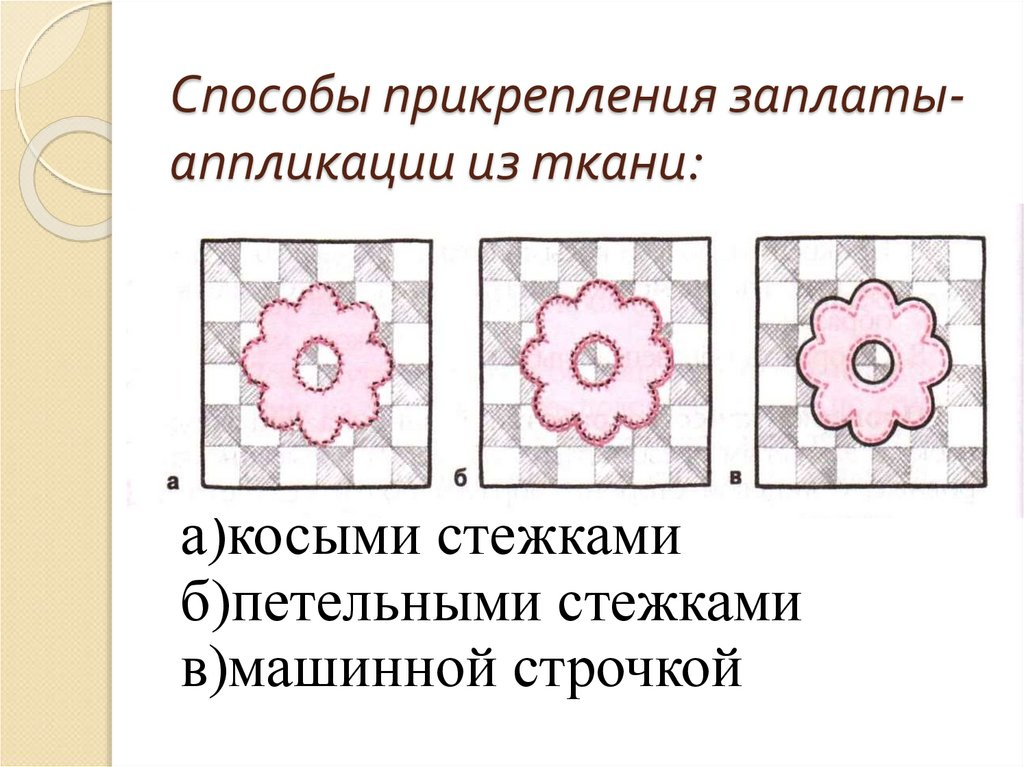 Способы прикрепления заплаты-
аппликации из ткани:
а б в
а)косыми стежками
б)петельными стежками
в)машинной строчкой